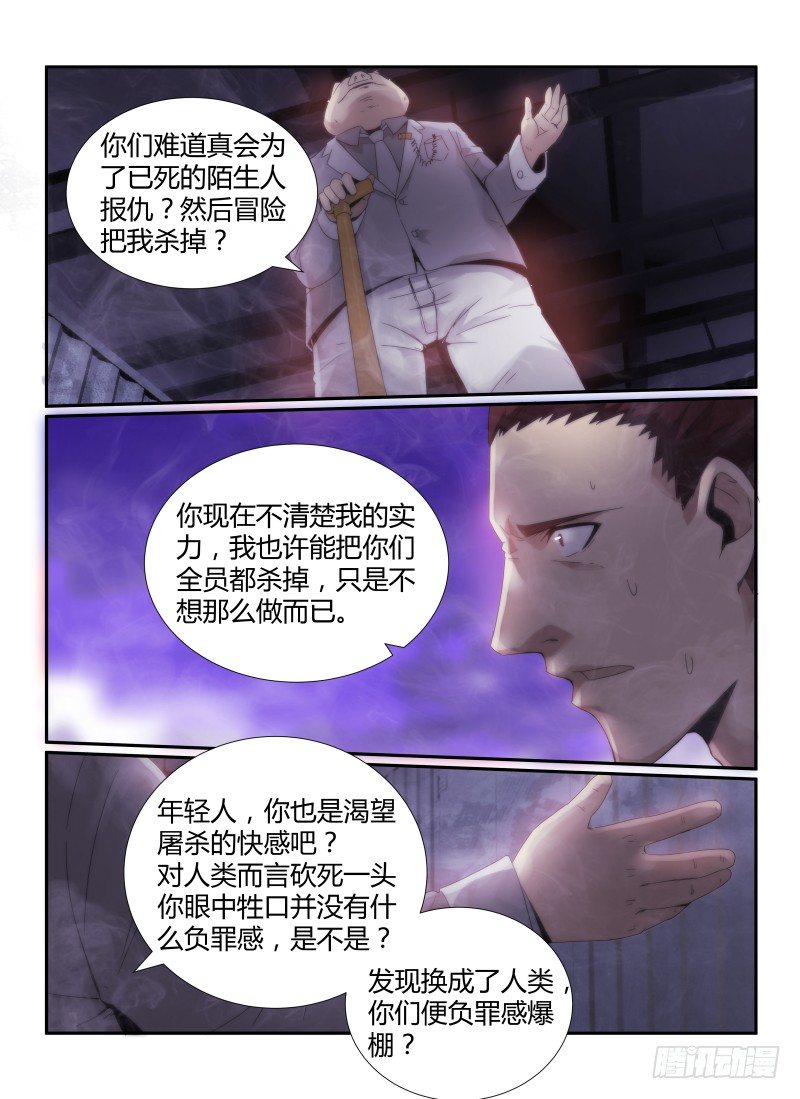 你们难道真会为
了已死的陌生人
报仇？然后冒险
把我杀掉？
你现在不清楚我的实
力，我也许能把你们
全员都杀掉，只是不
想那么做而已。
年轻人，你也是渴望
屠杀的快感吧？
对人类而言砍死一头
你眼中牲口并没有什
么负罪感，是不是？
发现换成了人类，
你们便负罪感爆
棚？
腾讯动漫